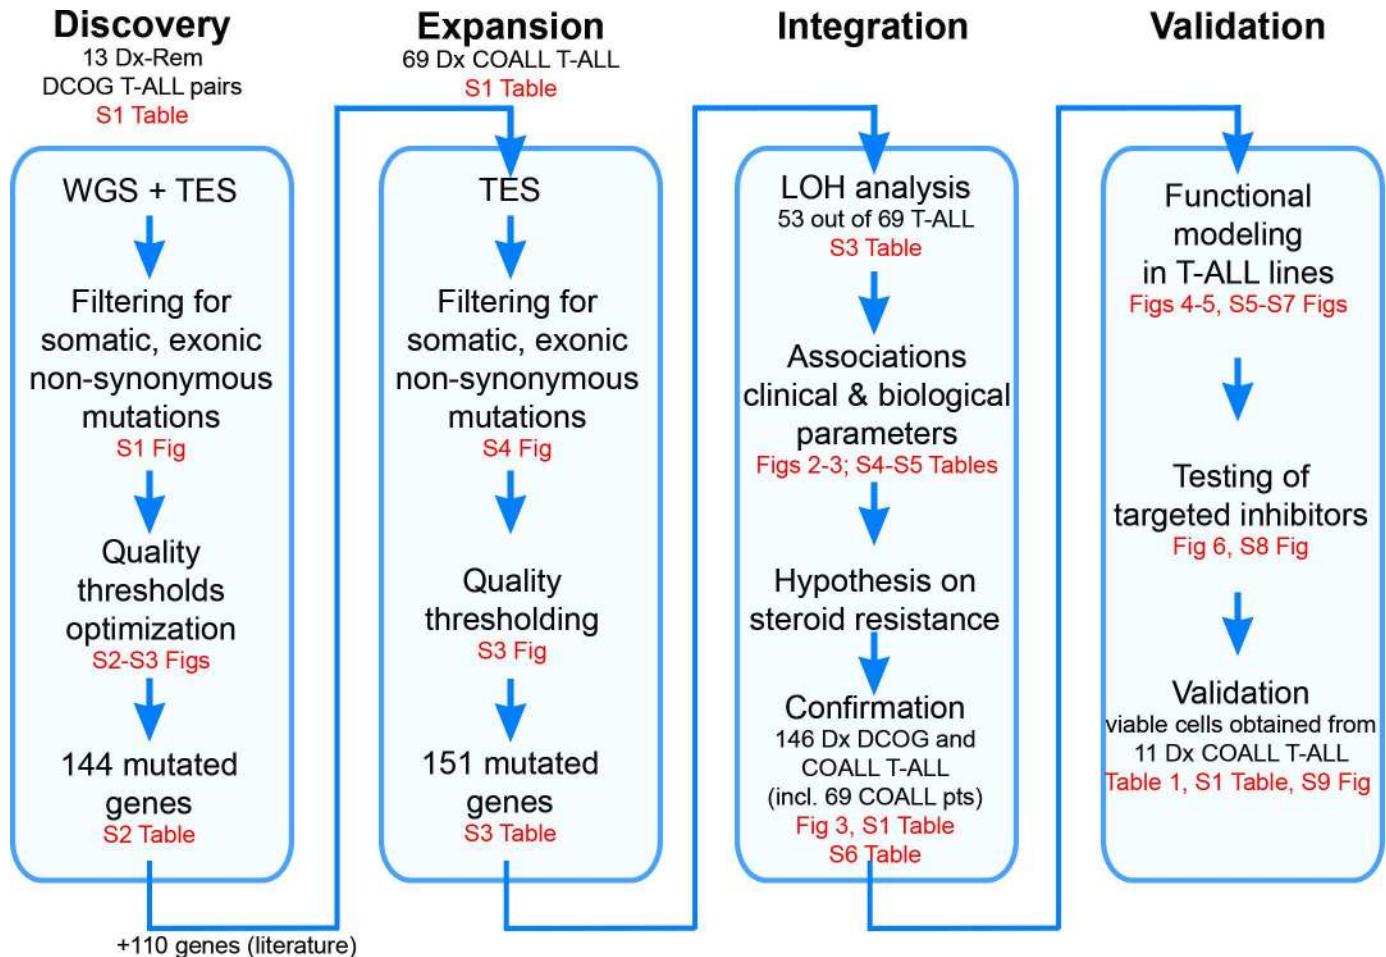 Discovery
13 Dx-Rem
DCOG T-ALL pairs
S1 Table
WGS + TES
Filtering for
somatic, exonic
non-synonymous
mutations
S1 Fig
Quality
thresholds
optimization
S2-S3 Figs
144 mutated
genes
S2 Table
+110 genes (literature)
Expansion
69 Dx COALL T-ALL
S1 Table
TES
Filtering for
somatic, exonic
non-synonymous
mutations
S4 Fig
Quality
thresholding
S3 Fig
151 mutated
genes
S3 Table
Integration
LOH analysis
53 out of 69 T-ALL
S3 Table
Associations
clinical & biological
parameters
Figs 2-3; S4-S5 Tables
Hypothesis on
steroid resistance
Confirmation
146 Dx DCOG and
COALL T-ALL
(incl. 69 COALL pts)
Fig 3, S1 Table
S6 Table
Validation
Functional
modeling
in T-ALL lines
Figs 4-5, S5-S7 Figs
Testing of
targeted inhibitors
Fig 6, S8 Fig
Validation
viable cells obtained from
11 Dx COALL T-ALL
Table 1, S1 Table, S9 Fig